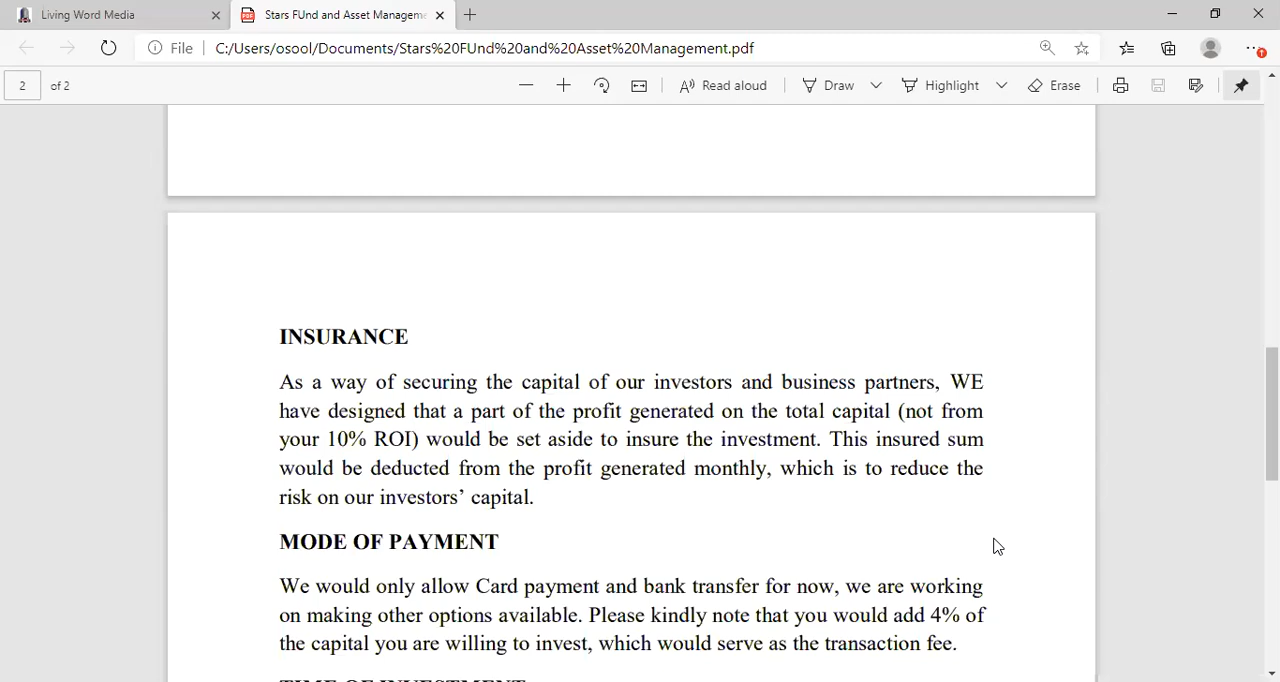 Living Word Media
Stars FUnd and Asset Managem
File
C:/Users/osool/Documents/Stars%20FUnd%20and%20Asset%20Management.pdf
2 of 2
Read aloud
Draw
Highlight
Erase
INSURANCE
As a way of securing the capital of our investors and business partners, WE
have designed that a part of the profit generated on the total capital (not from
your 10% ROI) would be set aside to insure the investment. This insured sum
would be deducted from the profit generated monthly, which is to reduce the
risk on our investors’ capital.
MODE OF PAYMENT
We would only allow Card payment and bank transfer for now, we are working
on making other options available. Please kindly note that you would add 4% of
the capital you are willing to invest, which would serve as the transaction fee.
TIME OF INVESTMENT